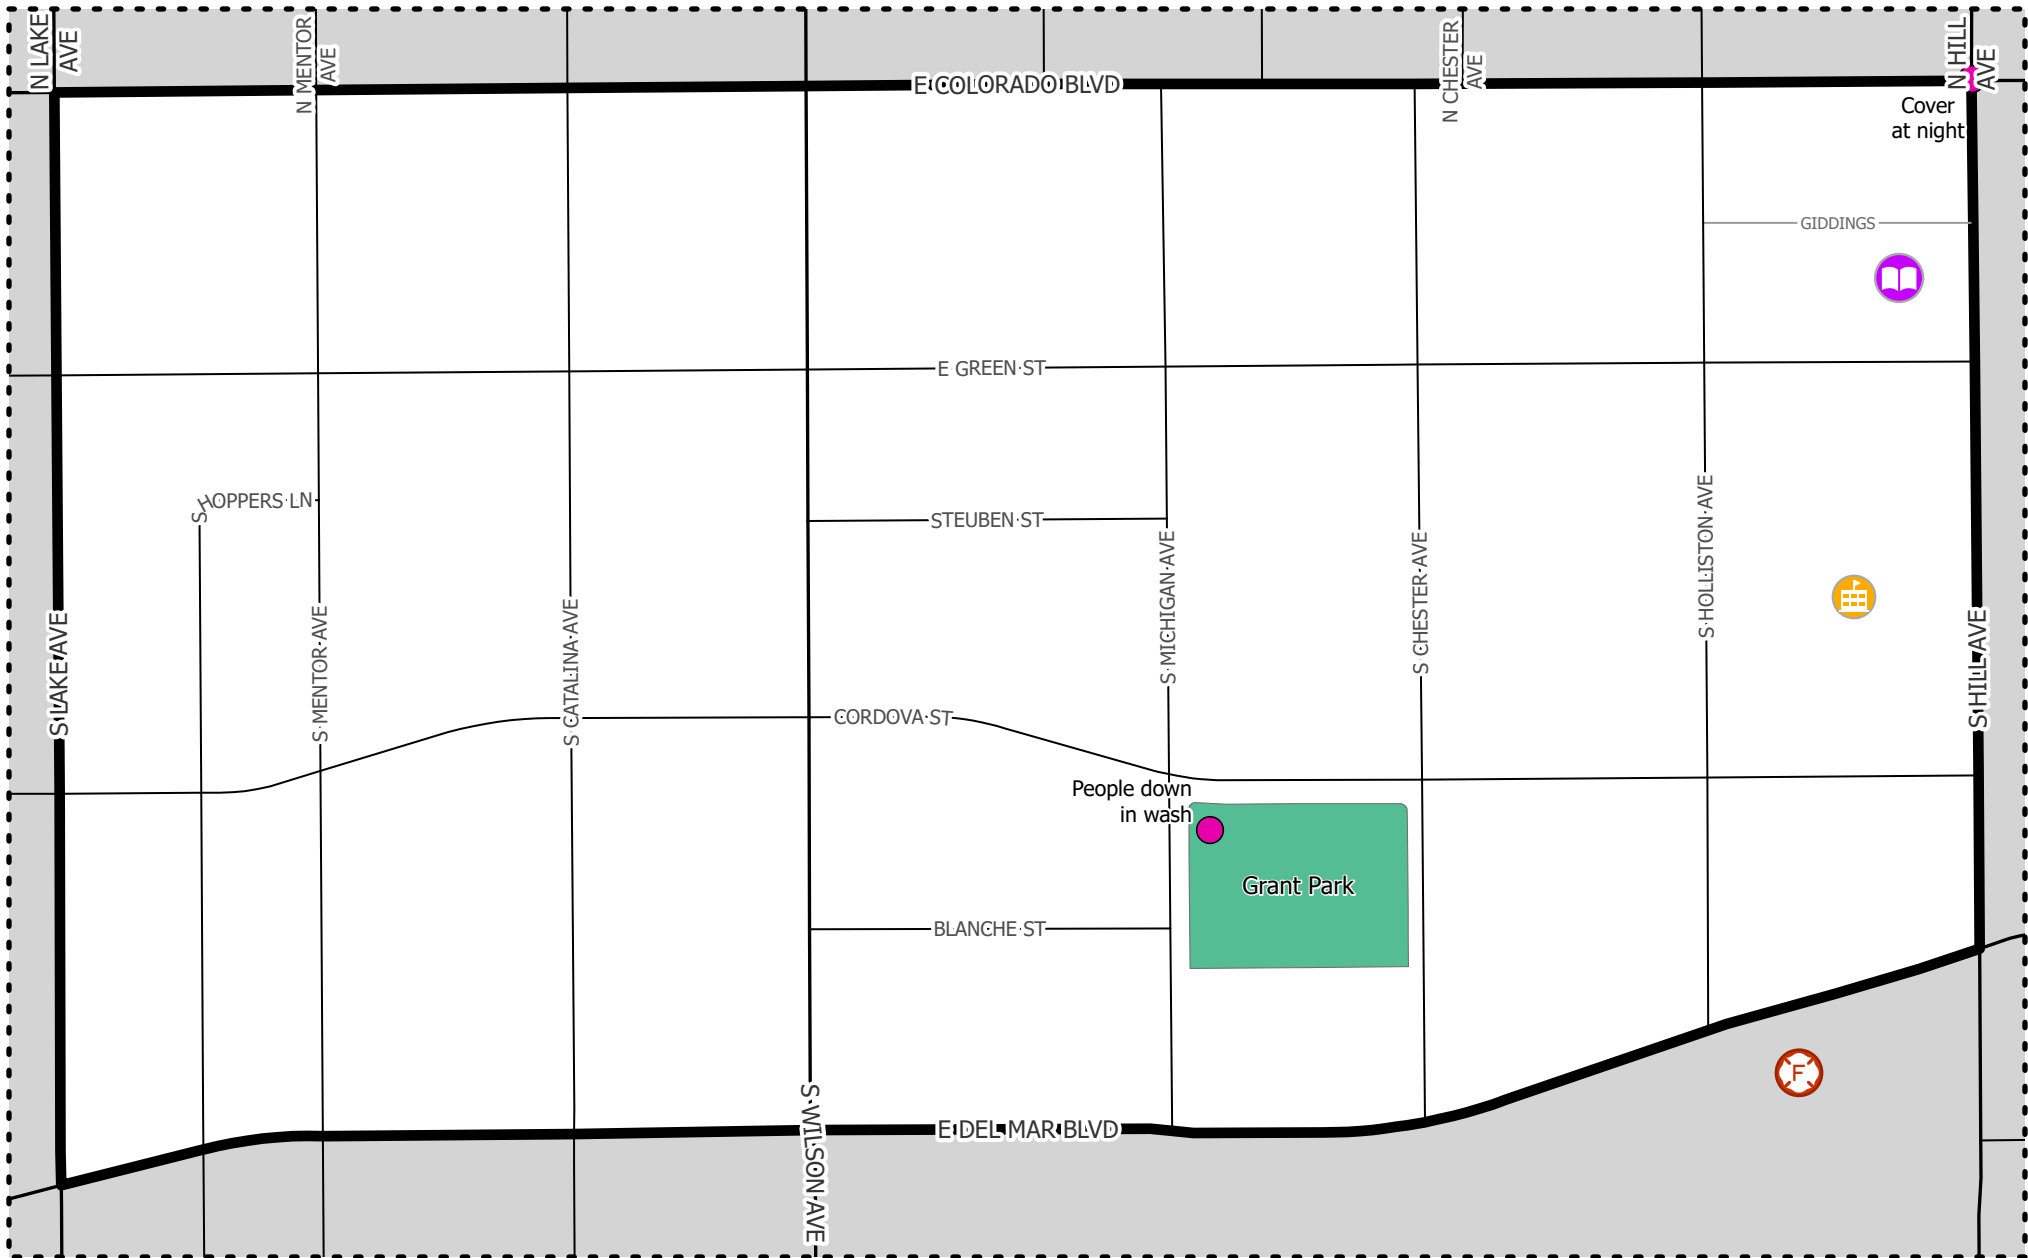 N LAKE
AVE
N MENTOR
AVE
E COLORADO BLVD
N CHESTER
AVE
N HILL
AVE
Cover
at night
GIDDINGS
E GREEN ST
S HOPPERS LN
STEUBEN ST
S LAKE AVE
S MENTOR AVE
S CATALINA AVE
S MICHIGAN AVE
S CHESTER AVE
S HOLLISTON AVE
S HILL AVE
CORDOVA ST
People down
in wash
Grant Park
BLANCHE ST
F
S WILSON AVE
E DEL MAR BLVD